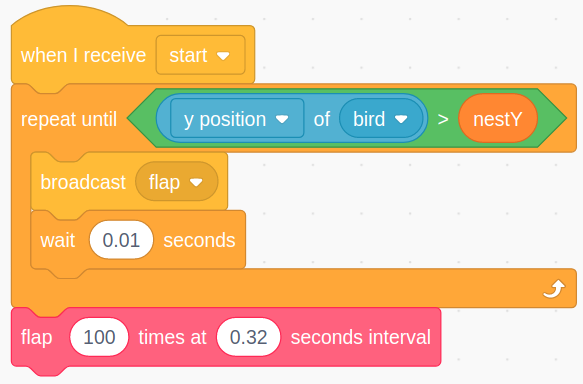 when I receive start
repeat until y position of bird > nestY
broadcast flap
wait 0.01 seconds
flap 100 times at 0.32 seconds interval